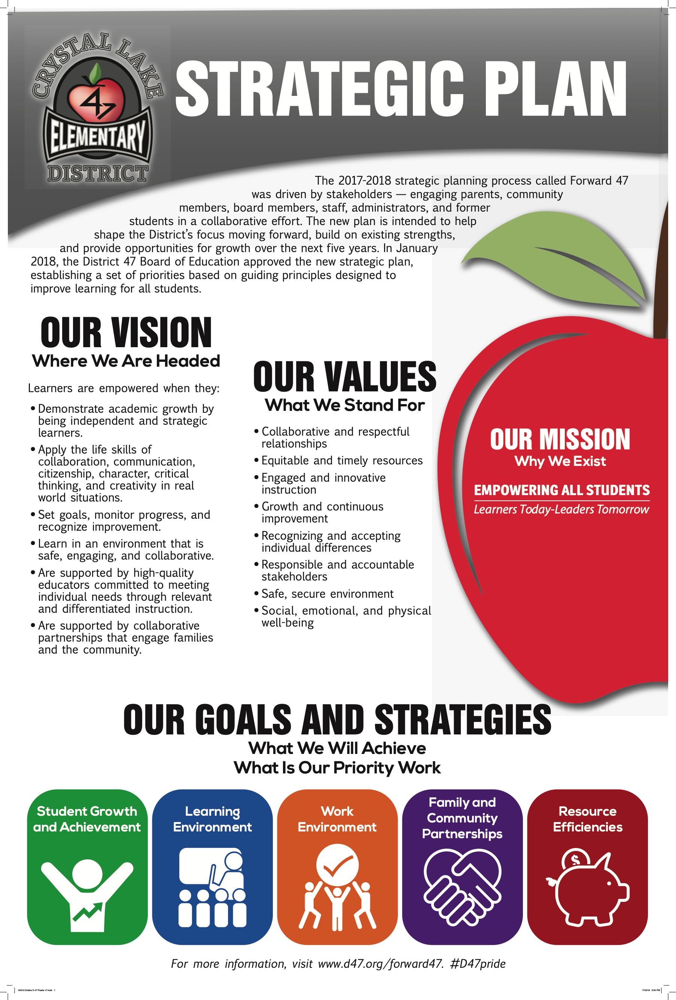 CRYSTAL LAKE
47
ELEMENTARY
DISTRICT
STRATEGIC PLAN
The 2017-2018 strategic planning process called Forward 47
was driven by stakeholders — engaging parents, community
members, board members, staff, administrators, and former
students in a collaborative effort. The new plan is intended to help
shape the District’s focus moving forward, build on existing strengths,
and provide opportunities for growth over the next five years. In January
2018, the District 47 Board of Education approved the new strategic plan,
establishing a set of priorities based on guiding principles designed to
improve learning for all students.
OUR VISION
Where We Are Headed
Learners are empowered when they:
• Demonstrate academic growth by
being independent and strategic
learners.
• Apply the life skills of
collaboration, communication,
citizenship, character, critical
thinking, and creativity in real
world situations.
• Set goals, monitor progress, and
recognize improvement.
• Learn in an environment that is
safe, engaging, and collaborative.
• Are supported by high-quality
educators committed to meeting
individual needs through relevant
and differentiated instruction.
• Are supported by collaborative
partnerships that engage families
and the community.
OUR VALUES
What We Stand For
• Collaborative and respectful
relationships
• Equitable and timely resources
• Engaged and innovative
instruction
• Growth and continuous
improvement
• Recognizing and accepting
individual differences
• Responsible and accountable
stakeholders
• Safe, secure environment
• Social, emotional, and physical
well-being
OUR MISSION
Why We Exist
EMPOWERING ALL STUDENTS
Learners Today-Leaders Tomorrow
OUR GOALS AND STRATEGIES
What We Will Achieve
What Is Our Priority Work
Student Growth
and Achievement
Learning
Environment
Work
Environment
Family and
Community
Partnerships
Resource
Efficiencies
$
For more information, visit www.d47.org/forward47. #D47pride
64012 Dobbe D 47 Poster v7.indd 1
7/19/18 5:04 PM